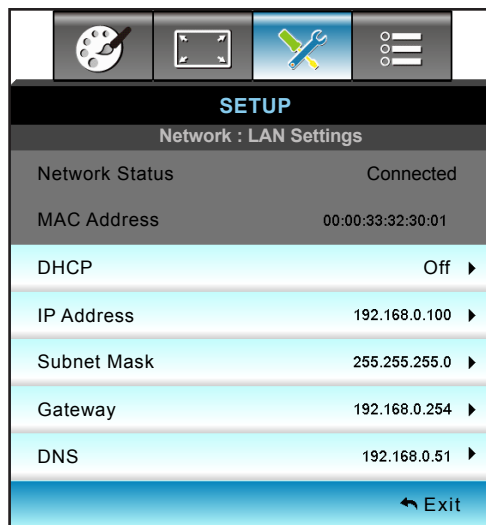 SETUP
Network : LAN Settings
Network Status Connected
MAC Address 00:00:33:32:30:01
DHCP Off
IP Address 192.168.0.100
Subnet Mask 255.255.255.0
Gateway 192.168.0.254
DNS 192.168.0.51
Exit